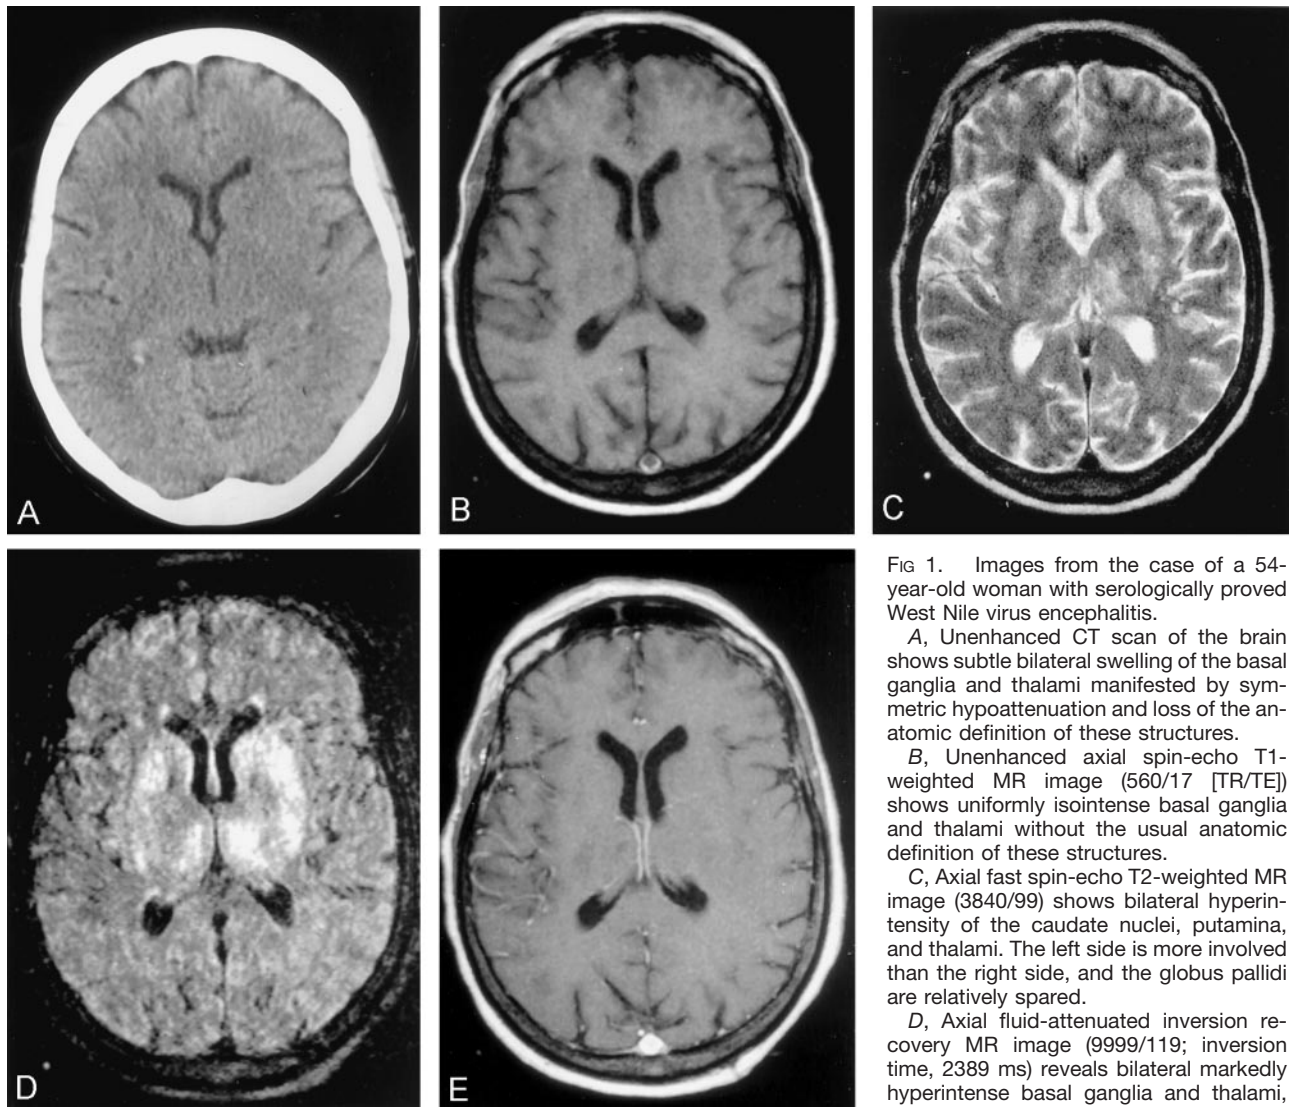 A
B
C
D
E
FIG 1. Images from the case of a 54-
year-old woman with serologically proved
West Nile virus encephalitis.
A, Unenhanced CT scan of the brain
shows subtle bilateral swelling of the basal
ganglia and thalami manifested by sym-
metric hypoattenuation and loss of the an-
atomic definition of these structures.
B, Unenhanced axial spin-echo T1-
weighted MR image (560/17 [TR/TE])
shows uniformly isointense basal ganglia
and thalami without the usual anatomic
definition of these structures.
C, Axial fast spin-echo T2-weighted MR
image (3840/99) shows bilateral hyperin-
tensity of the caudate nuclei, putamina,
and thalami. The left side is more involved
than the right side, and the globus pallidi
are relatively spared.
D, Axial fluid-attenuated inversion re-
covery MR image (9999/119; inversion
time, 2389 ms) reveals bilateral markedly
hyperintense basal ganglia and thalami,